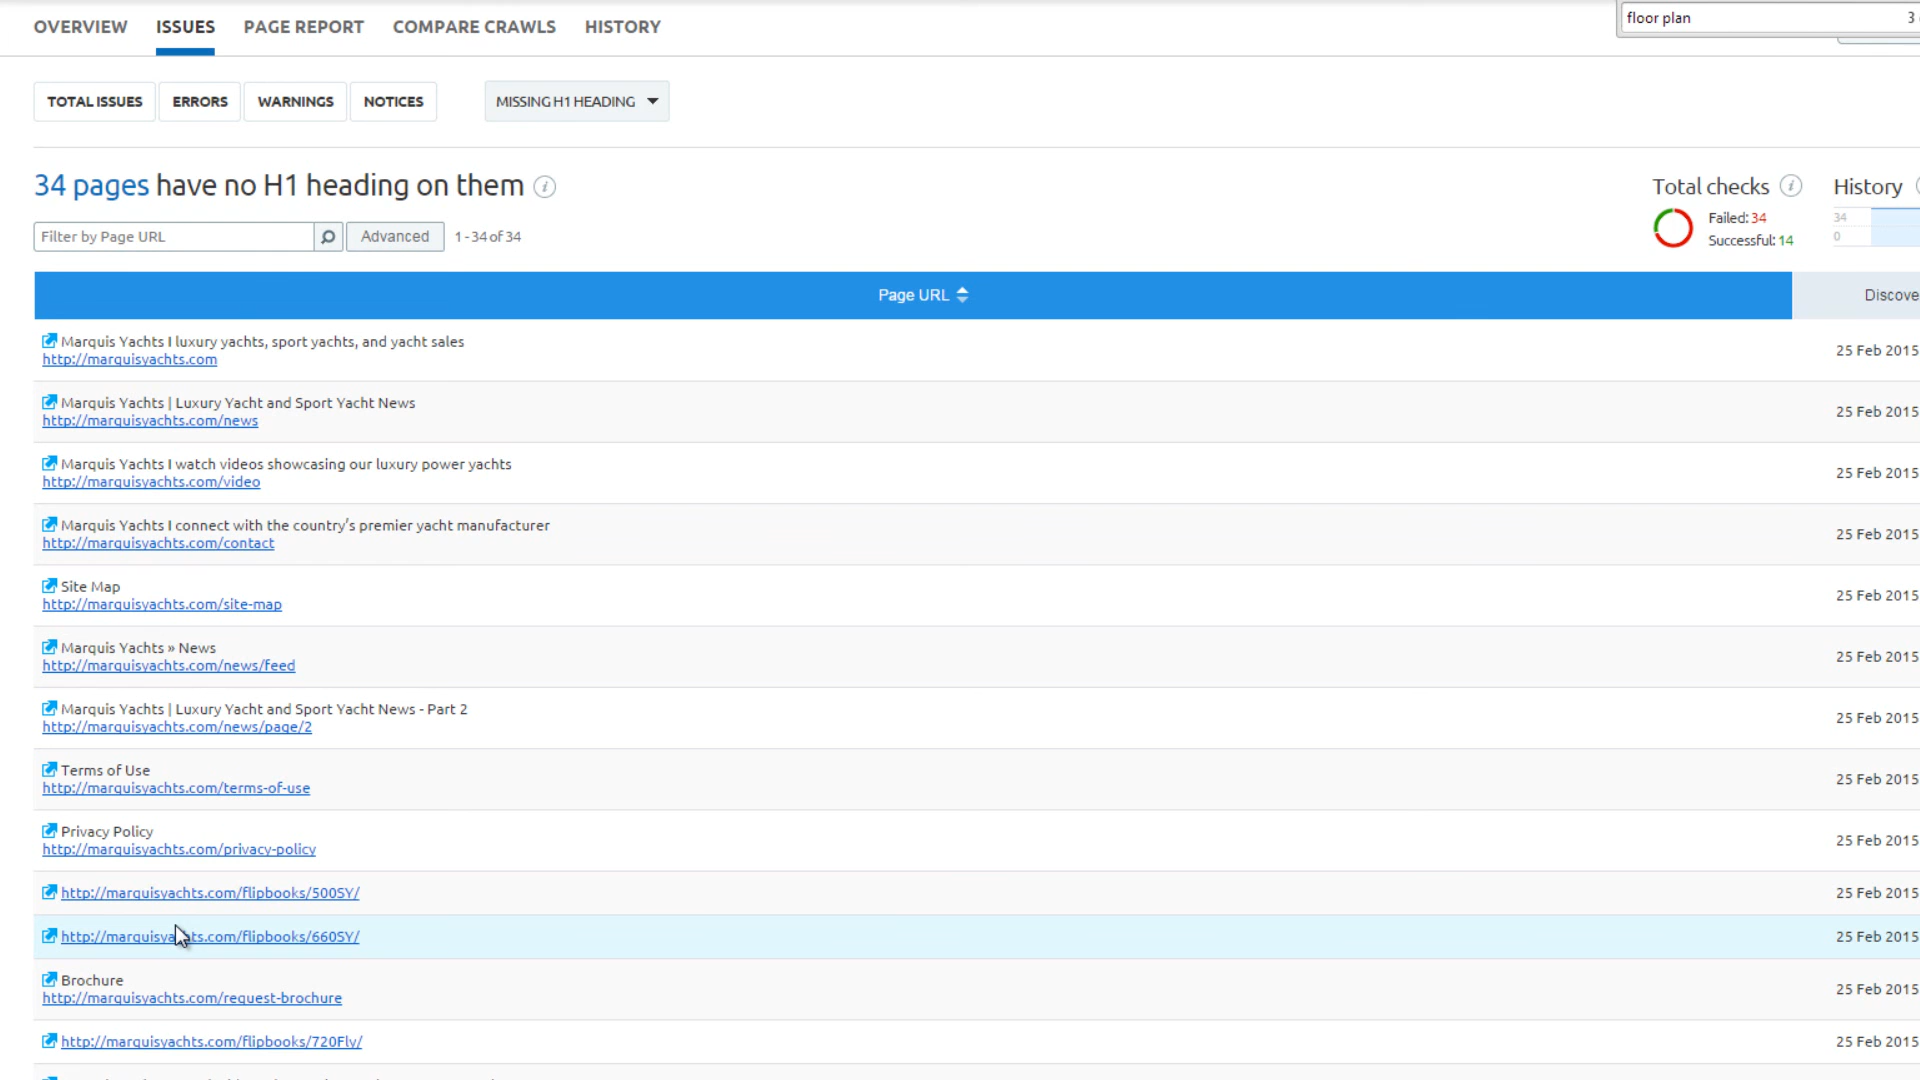 OVERVIEW ISSUES PAGE REPORT COMPARE CRAWLS HISTORY
floor plan 3
TOTAL ISSUES ERRORS WARNINGS NOTICES MISSING H1 HEADING
34 pages have no H1 heading on them
Total checks History
Failed: 34 34
Successful: 14 0
Filter by Page URL Advanced 1 - 34 of 34
Page URL Discove
Marquis Yachts I luxury yachts, sport yachts, and yacht sales
http://marquisyachts.com 25 Feb 2015
Marquis Yachts | Luxury Yacht and Sport Yacht News
http://marquisyachts.com/news 25 Feb 2015
Marquis Yachts I watch videos showcasing our luxury power yachts
http://marquisyachts.com/video 25 Feb 2015
Marquis Yachts I connect with the country's premier yacht manufacturer
http://marquisyachts.com/contact 25 Feb 2015
Site Map
http://marquisyachts.com/site-map 25 Feb 2015
Marquis Yachts » News
http://marquisyachts.com/news/feed 25 Feb 2015
Marquis Yachts | Luxury Yacht and Sport Yacht News - Part 2
http://marquisyachts.com/news/page/2 25 Feb 2015
Terms of Use
http://marquisyachts.com/terms-of-use 25 Feb 2015
Privacy Policy
http://marquisyachts.com/privacy-policy 25 Feb 2015
http://marquisyachts.com/flipbooks/500SY/ 25 Feb 2015
http://marquisyachts.com/flipbooks/660SY/ 25 Feb 2015
Brochure
http://marquisyachts.com/request-brochure 25 Feb 2015
http://marquisyachts.com/flipbooks/720Fly/ 25 Feb 2015